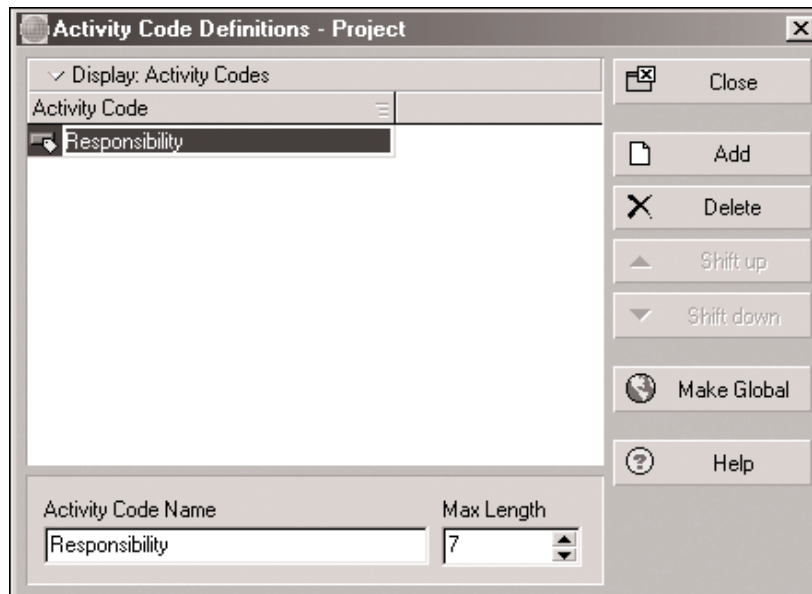 Activity Code Definitions - Project
Display: Activity Codes
Activity Code
Responsibility
Close
Add
Delete
Shift up
Shift down
Make Global
Help
Activity Code Name
Max Length
Responsibility
7